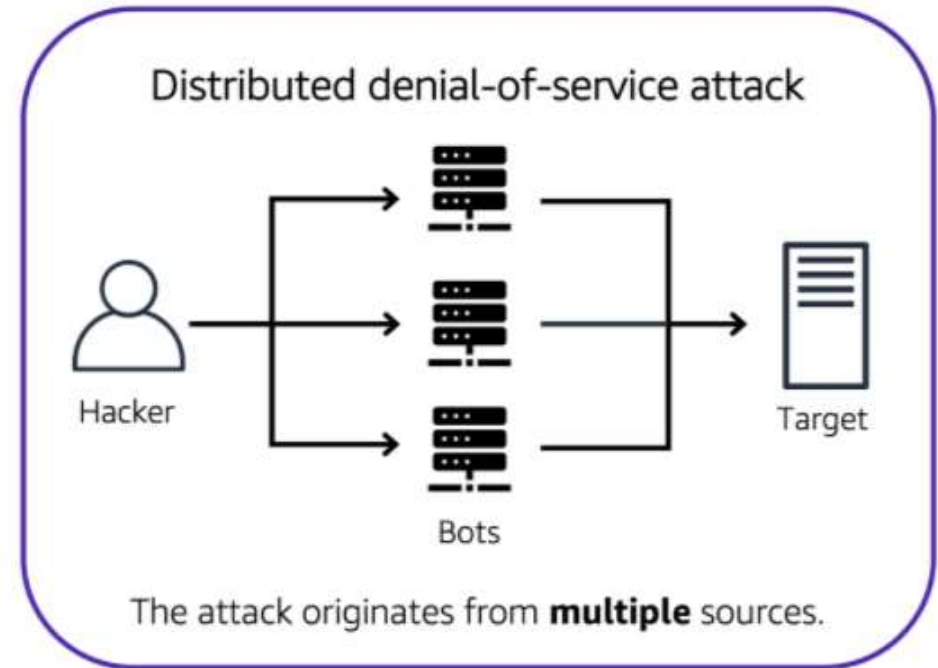 Distributed denial-of-service attack
Hacker
Bots
Target
The attack originates from multiple sources.